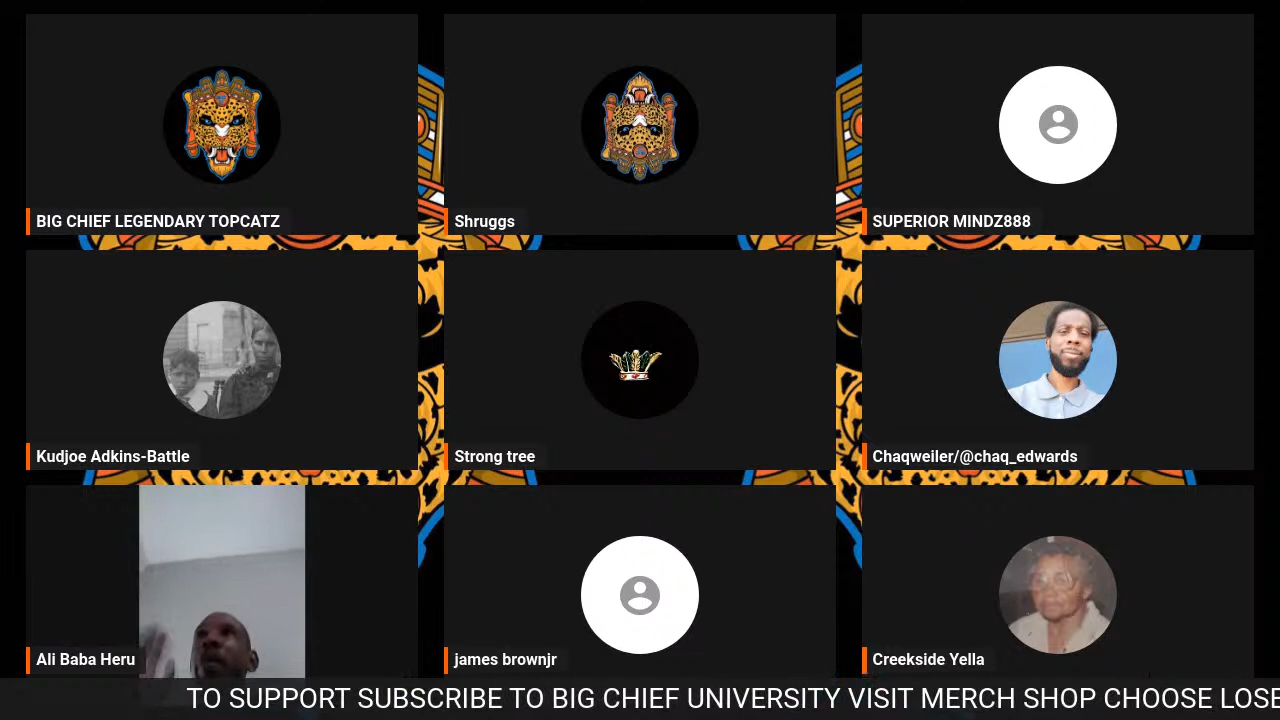 BIG CHIEF LEGENDARY TOPCATZ
Shruggs
SUPERIOR MINDZ888
Kudjoe Adkins-Battle
Strong tree
Chaqweiler/@chaq_edwards
Ali Baba Heru
james brownjr
Creekside Yella
TO SUPPORT SUBSCRIBE TO BIG CHIEF UNIVERSITY VISIT MERCH SHOP CHOOSE LOSE